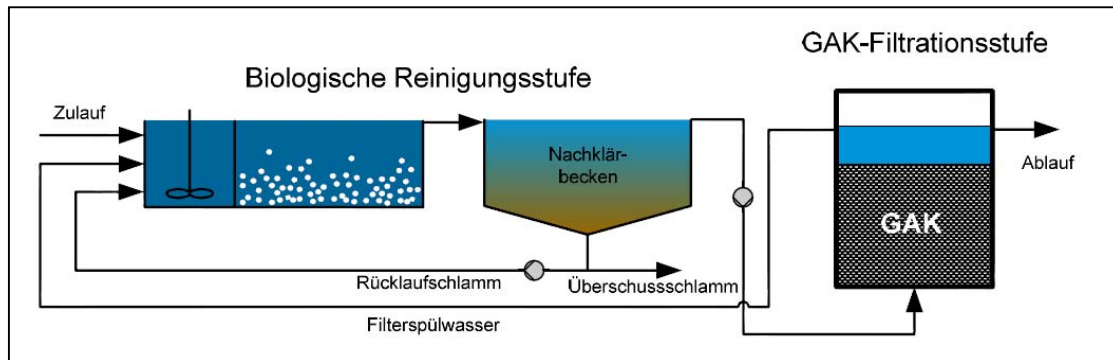 GAK-Filtrationsstufe
Biologische Reinigungsstufe
Zulauf
Nachklär-
becken
Ablauf
GAK
Rücklaufschlamm
Überschussschlamm
Filterspülwasser